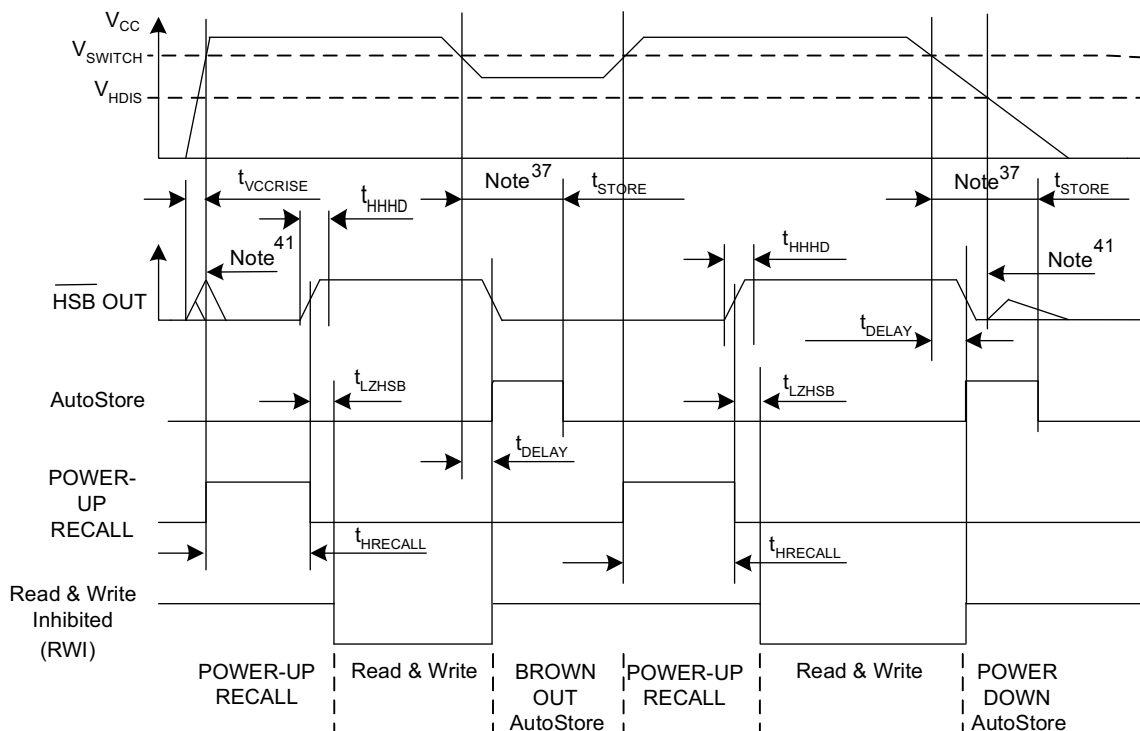 VCC
VSWITCH
VHDIS
tVCCRISE
tHHHD
Note37
tSTORE
Note37
tSTORE
Note41
tHHHD
Note41
HSB OUT
tDELAY
tLZHSB
tLZHSB
AutoStore
tDELAY
POWER-
UP
RECALL
tHRECALL
tHRECALL
Read & Write
Inhibited
(RWI)
POWER-UP
RECALL
Read & Write
BROWN
OUT
AutoStore
POWER-UP
RECALL
Read & Write
POWER
DOWN
AutoStore